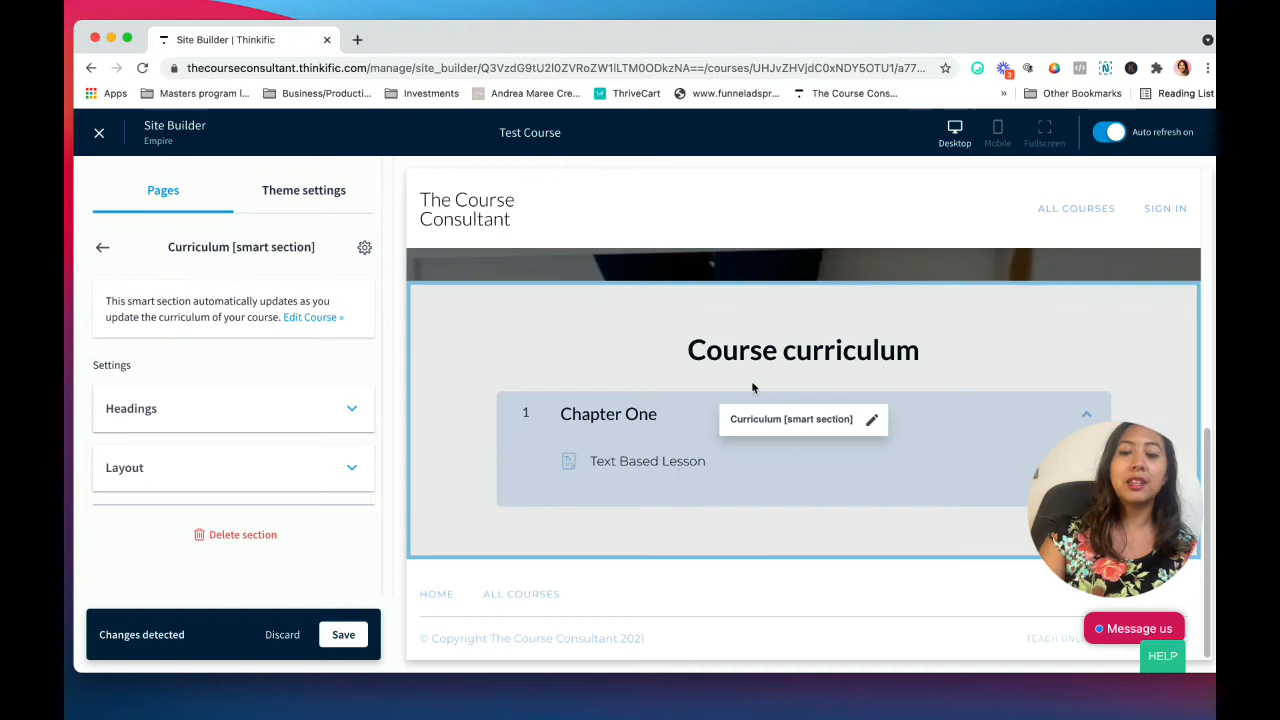 Site Builder | Thinkific
thecourseconsultant.thinkific.com/manage/site_builder/Q3VzdG9tU2l0ZVRoZW1lLTM0ODkzNA==/courses/UHJvZHVjdC0xNDY5OTU1/a77...
Apps
Masters program I...
Business/Producti...
Investments
Andrea Maree Cre...
ThriveCart
www.funneladspr...
The Course Cons...
»
Other Bookmarks
Reading List
3
Site Builder
Empire
Test Course
Desktop
Mobile
Fullscreen
Auto refresh on
Pages
Theme settings
Curriculum [smart section]
This smart section automatically updates as you
update the curriculum of your course. Edit Course »
Settings
Headings
Layout
Delete section
Changes detected
Discard
Save
The Course
Consultant
ALL COURSES
SIGN IN
Course curriculum
1
Chapter One
Curriculum [smart section]
Text Based Lesson
HOME
ALL COURSES
© Copyright The Course Consultant 2021
TEACH
Message us
HELP